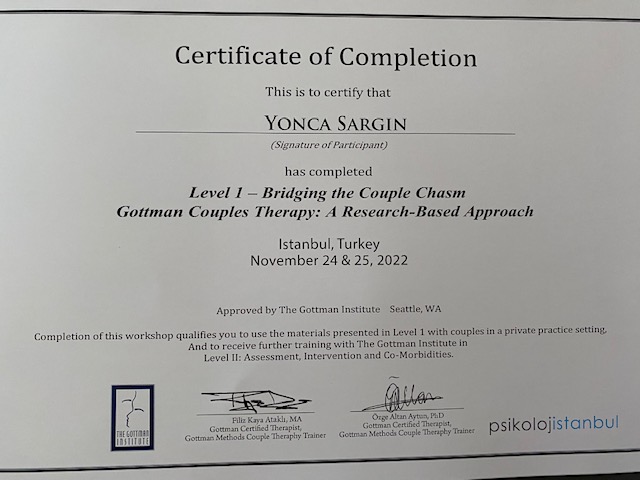 Certificate of Completion
This is to certify that
YONCA SARGIN
(Signature of Participant)
has completed
Level 1 – Bridging the Couple Chasm
Gottman Couples Therapy: A Research-Based Approach
Istanbul, Turkey
November 24 & 25, 2022
Approved by The Gottman Institute Seattle, WA
Completion of this workshop qualifies you to use the materials presented in Level 1 with couples in a private practice setting.
And to receive further training with The Gottman Institute in
Level II: Assessment, Intervention and Co-Morbidities.
THE GOTTMAN
INSTITUTE
Filiz Kaya Ataklı, MA
Gottman Certified Therapist,
Gottman Methods Couple Theraphy Trainer
Özge Altan Aytun, PhD
Gottman Certified Therapist,
Gottman Methods Couple Theraphy Trainer
psikolojistanbul